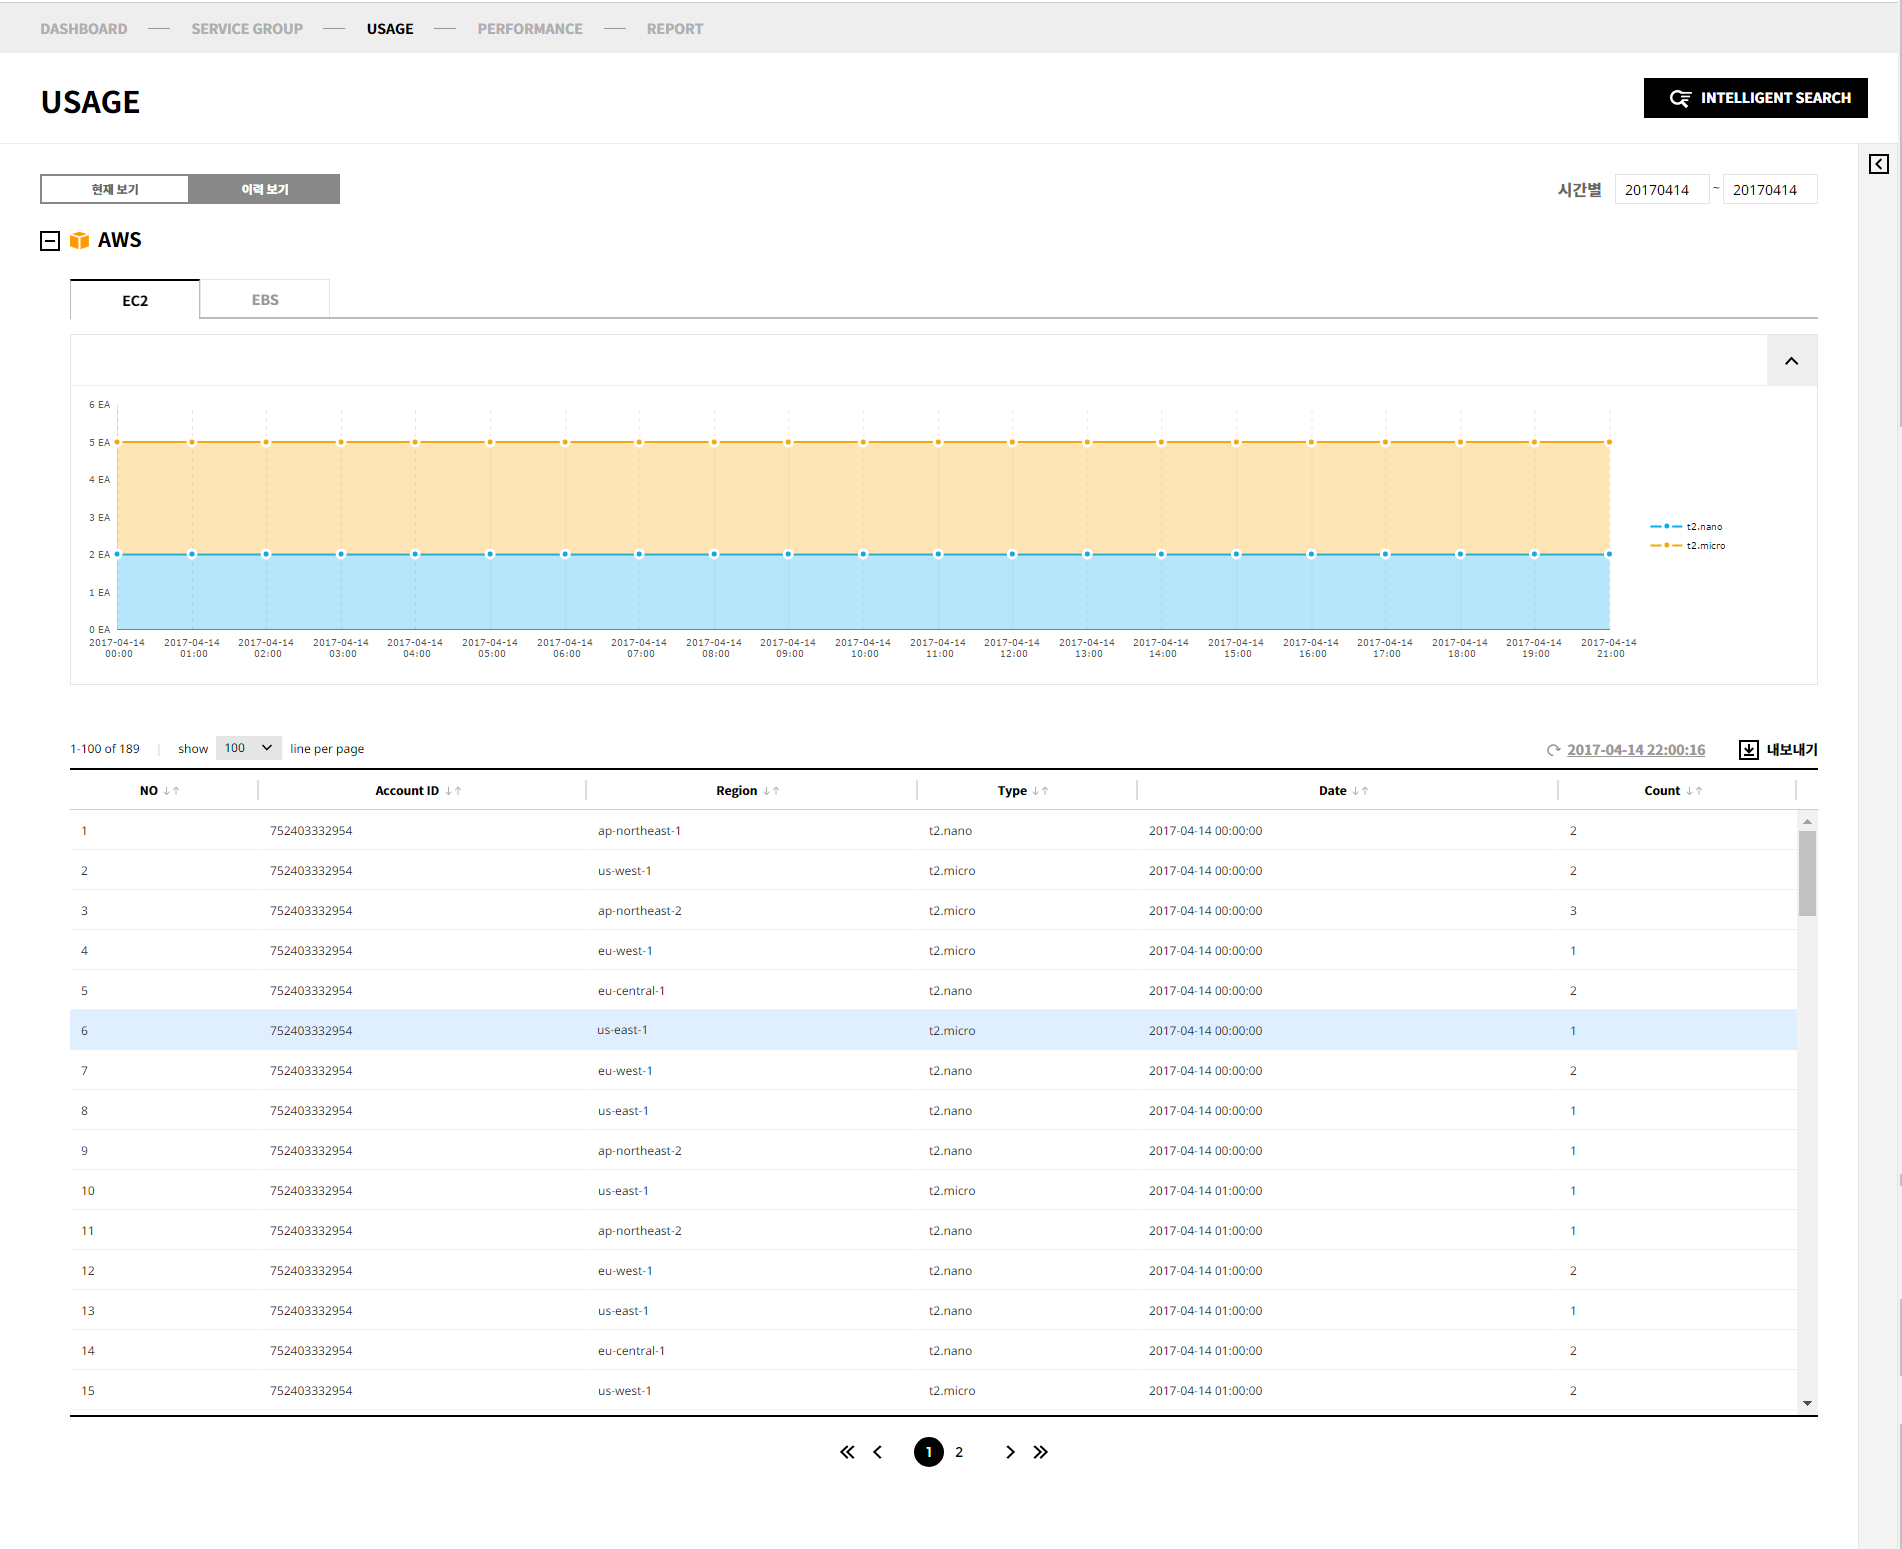 DASHBOARD — SERVICE GROUP — USAGE — PERFORMANCE — REPORT
USAGE
INTELLIGENT SEARCH
현재 보기 이력 보기
시간별 20170414 ~ 20170414
AWS
EC2 EBS
6 EA
5 EA
4 EA
3 EA
2 EA
1 EA
0 EA
t2.nano
t2.micro
2017-04-14 2017-04-14 2017-04-14 2017-04-14 2017-04-14 2017-04-14 2017-04-14 2017-04-14 2017-04-14 2017-04-14 2017-04-14 2017-04-14 2017-04-14 2017-04-14 2017-04-14 2017-04-14 2017-04-14 2017-04-14 2017-04-14 2017-04-14 2017-04-14
00:00 01:00 02:00 03:00 04:00 05:00 06:00 07:00 08:00 09:00 10:00 11:00 12:00 13:00 14:00 15:00 16:00 17:00 18:00 19:00 21:00
1-100 of 189 | show 100 line per page 2017-04-14 22:00:16 내보내기
NO ↓↑ Account ID ↓↑ Region ↓↑ Type ↓↑ Date ↓↑ Count ↓↑
1 752403332954 ap-northeast-1 t2.nano 2017-04-14 00:00:00 2
2 752403332954 us-west-1 t2.micro 2017-04-14 00:00:00 2
3 752403332954 ap-northeast-2 t2.micro 2017-04-14 00:00:00 3
4 752403332954 eu-west-1 t2.micro 2017-04-14 00:00:00 1
5 752403332954 eu-central-1 t2.nano 2017-04-14 00:00:00 2
6 752403332954 us-east-1 t2.micro 2017-04-14 00:00:00 1
7 752403332954 eu-west-1 t2.nano 2017-04-14 00:00:00 2
8 752403332954 us-east-1 t2.nano 2017-04-14 00:00:00 1
9 752403332954 ap-northeast-2 t2.nano 2017-04-14 00:00:00 1
10 752403332954 us-east-1 t2.micro 2017-04-14 01:00:00 1
11 752403332954 ap-northeast-2 t2.nano 2017-04-14 01:00:00 1
12 752403332954 eu-west-1 t2.nano 2017-04-14 01:00:00 2
13 752403332954 us-east-1 t2.nano 2017-04-14 01:00:00 1
14 752403332954 eu-central-1 t2.nano 2017-04-14 01:00:00 2
15 752403332954 us-west-1 t2.micro 2017-04-14 01:00:00 2
1 2